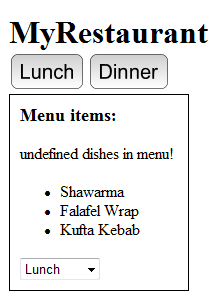 MyRestaurant
Lunch Dinner
Menu items:
undefined dishes in menu!
Shawarma
Falafel Wrap
Kufta Kebab
Lunch